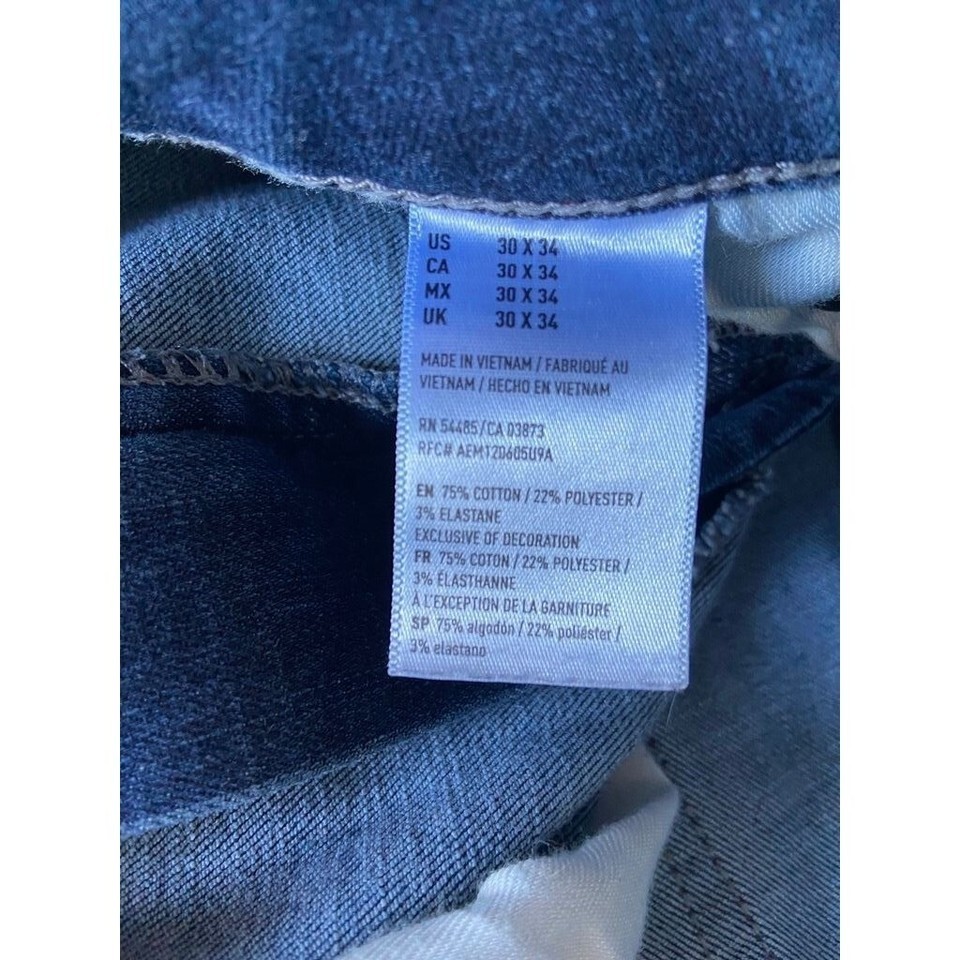 US 30 X 34
CA 30 X 34
MX 30 X 34
UK 30 X 34
MADE IN VIETNAM / FABRIQUÉ AU
VIETNAM / HECHO EN VIETNAM
RN 54485/CA 03873
RFC# AEM120605U9A
EN 75% COTTON / 22% POLYESTER /
3% ELASTANE
EXCLUSIVE OF DECORATION
FR 75% COTON / 22% POLYESTER /
3% ÉLASTHANNE
À L'EXCEPTION DE LA GARNITURE
SP 75% algodón / 22% poliéster /
3% elastano